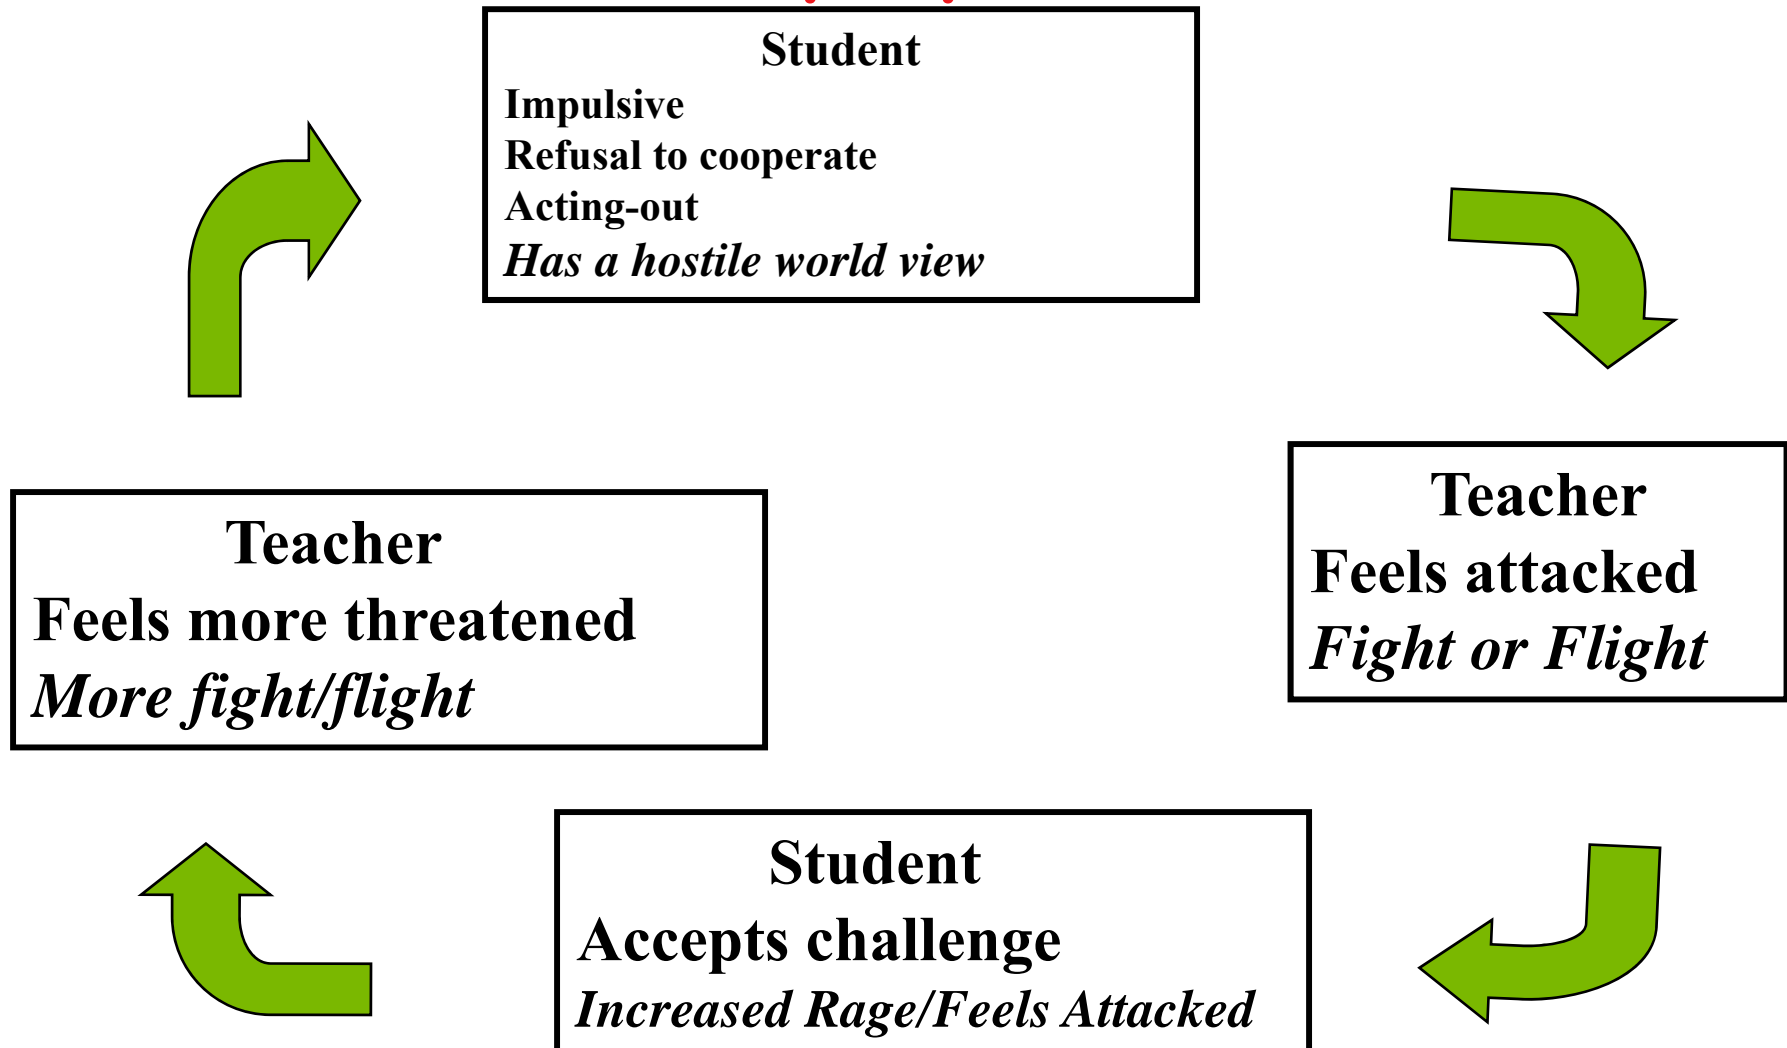 Student
Impulsive
Refusal to cooperate
Acting-out
Has a hostile world view
Teacher
Feels attacked
Fight or Flight
Student
Accepts challenge
Increased Rage/Feels Attacked
Teacher
Feels more threatened
More fight/flight